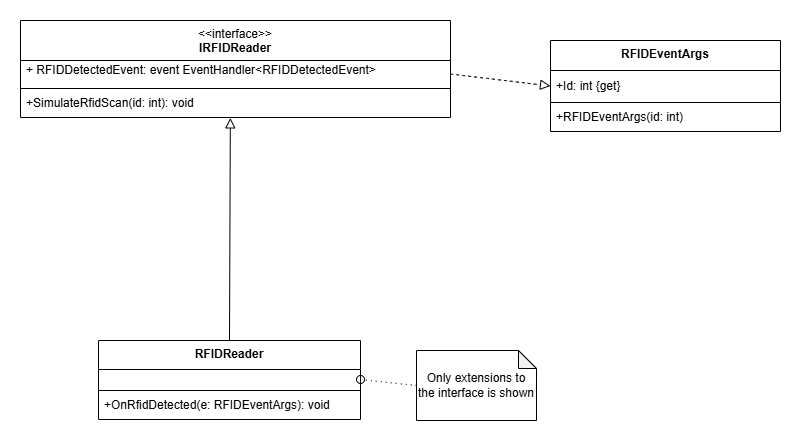 <<interface>>
IRFIDReader
+ RFIDDetectedEvent: event EventHandler<RFIDDetectedEvent>
+SimulateRfidScan(id: int): void
RFIDEventArgs
+Id: int {get}
+RFIDEventArgs(id: int)
RFIDReader
+OnRfidDetected(e: RFIDEventArgs): void
Only extensions to
the interface is shown